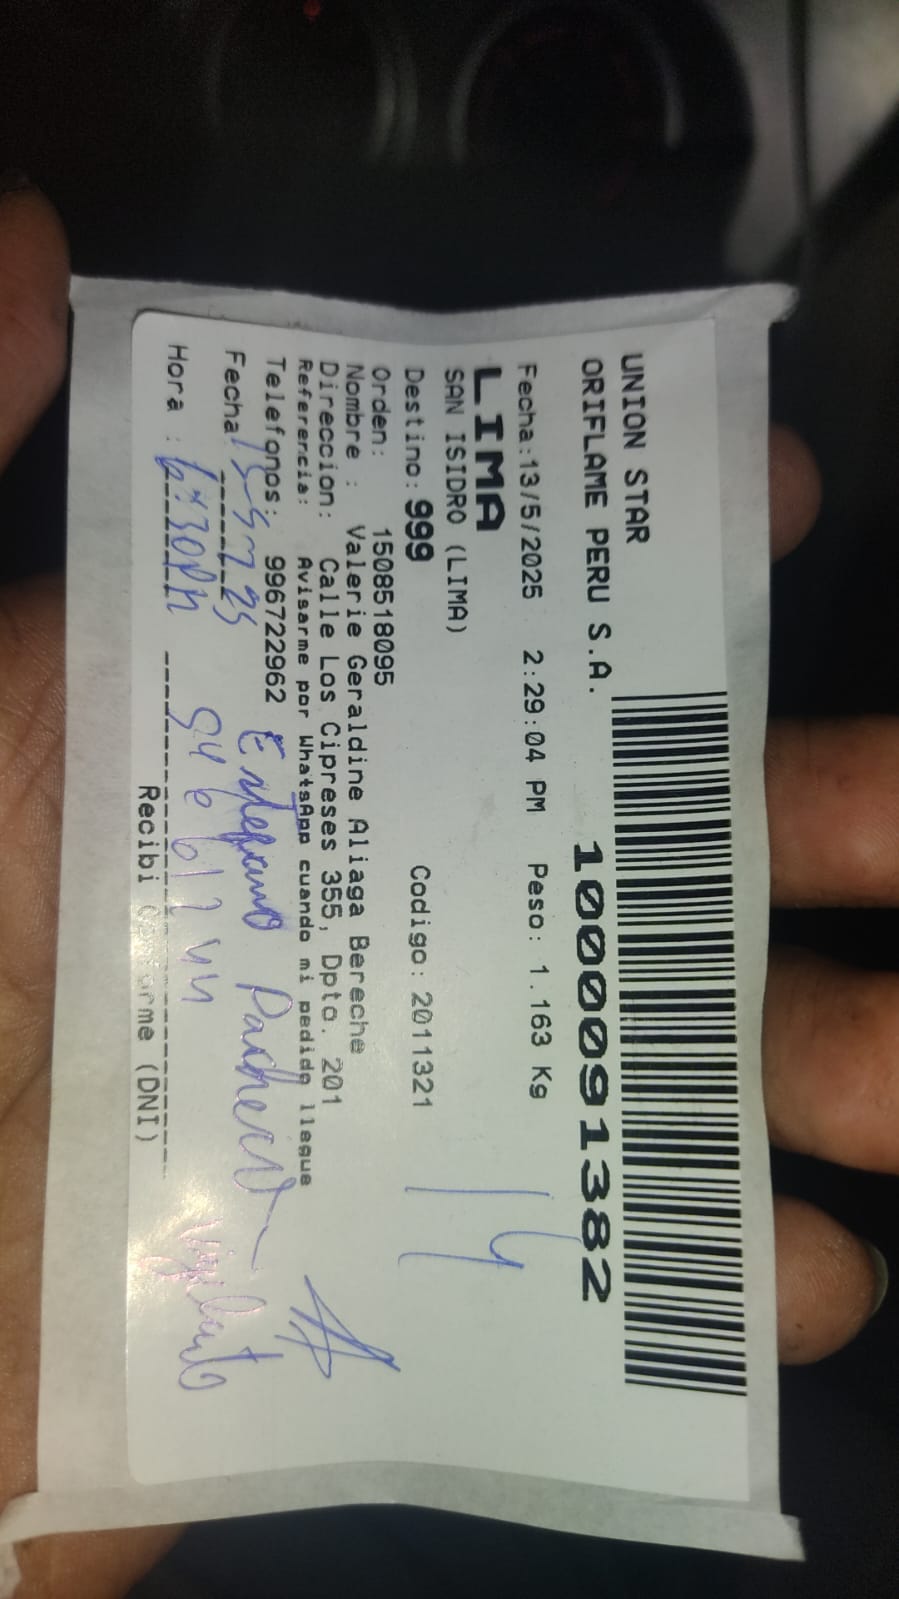 UNION STAR
ORIFLAME PERU S.A.
1000091382
Fecha:13/5/2025 2:29:04 PM Peso: 1.163 Kg
LIMA
SAN ISIDRO (LIMA)
14
Destino: 999 Codigo: 2011321
Orden: 1508518095
Nombre : Valerie Geraldine Aliaga Bereche
Direccion: Calle Los Cipreses 355, Dpto. 201
Referencia: Avisarme por WhatsApp cuando mi pedido llegue
Telefonos: 996722962
Fecha
Hora :
Recibi Conforme (DNI)